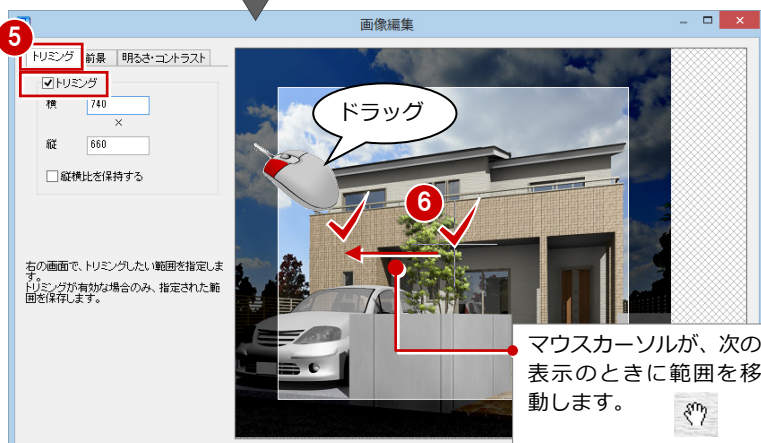 画像編集
5
トリミング 前景 明るさ・コントラスト
トリミング
横 740
×
縦 660
縦横比を保持する
右の画面で、トリミングしたい範囲を指定しま
す。
トリミングが有効な場合のみ、指定された範
囲を保存します。
ドラッグ
6
マウスカーソルが、次の
表示のときに範囲を移
動します。